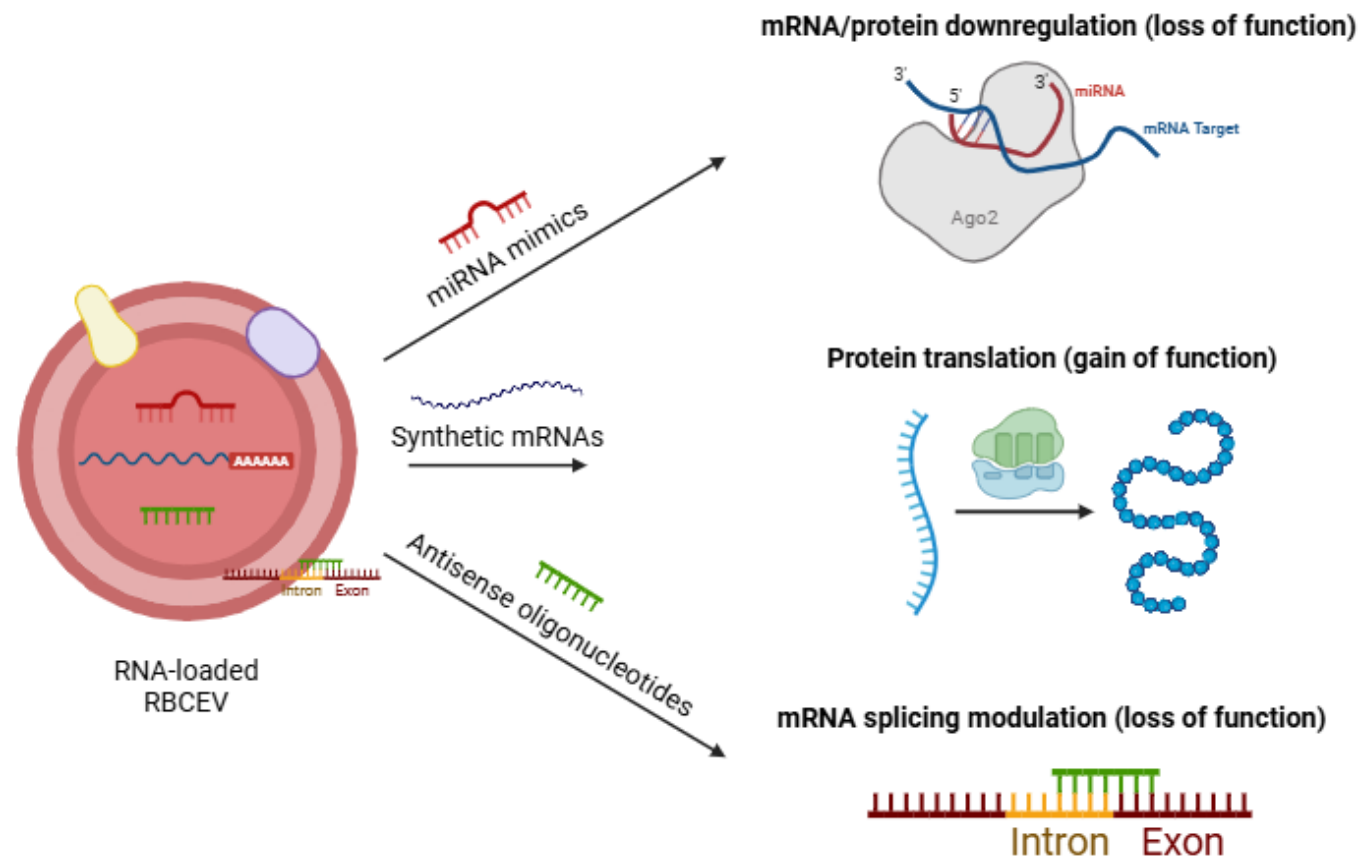 mRNA/protein downregulation (loss of function)
3'
5'
3'
miRNA
mRNA Target
Ago2
miRNA mimics
Protein translation (gain of function)
Synthetic mRNAs
AAAAAA
Antisense oligonucleotides
Intron Exon
RNA-loaded
RBCEV
mRNA splicing modulation (loss of function)
Intron Exon